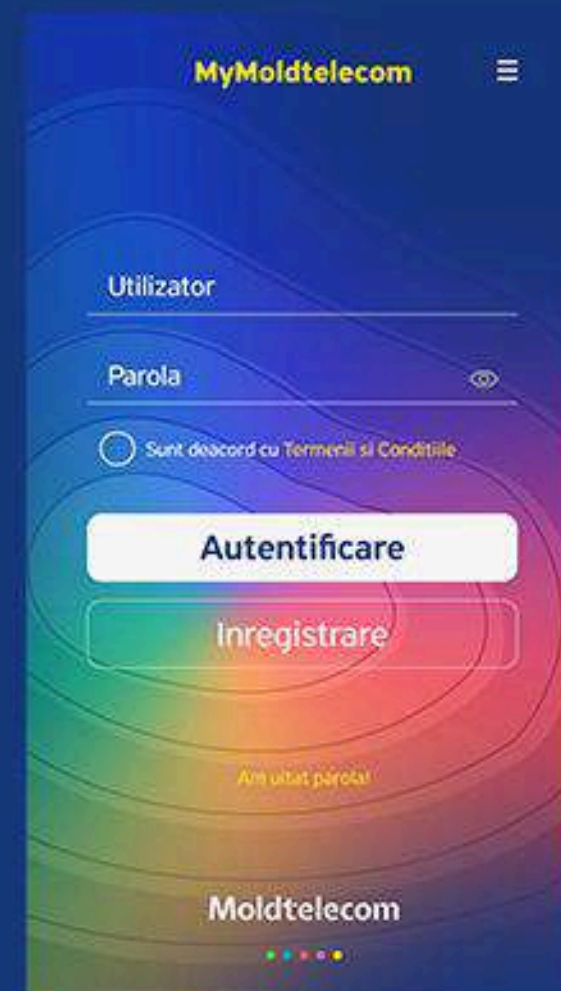 MyMoldtelecom
Utilizator
Parola
Sunt deacord cu Termenii si Conditiile
Autentificare
Inregistrare
Am uitat parola!
Moldtelecom